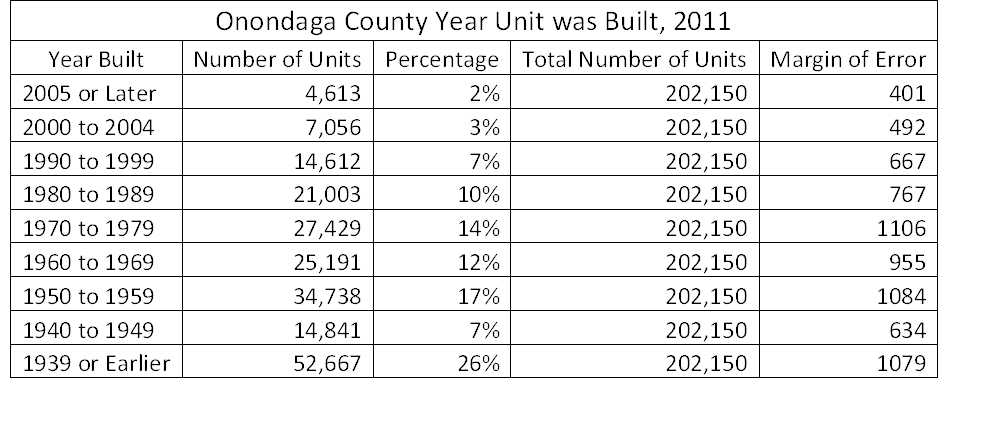 Onondaga County Year Unit was Built, 2011
Year Built Number of Units Percentage Total Number of Units Margin of Error
2005 or Later 4,613 2% 202,150 401
2000 to 2004 7,056 3% 202,150 492
1990 to 1999 14,612 7% 202,150 667
1980 to 1989 21,003 10% 202,150 767
1970 to 1979 27,429 14% 202,150 1106
1960 to 1969 25,191 12% 202,150 955
1950 to 1959 34,738 17% 202,150 1084
1940 to 1949 14,841 7% 202,150 634
1939 or Earlier 52,667 26% 202,150 1079